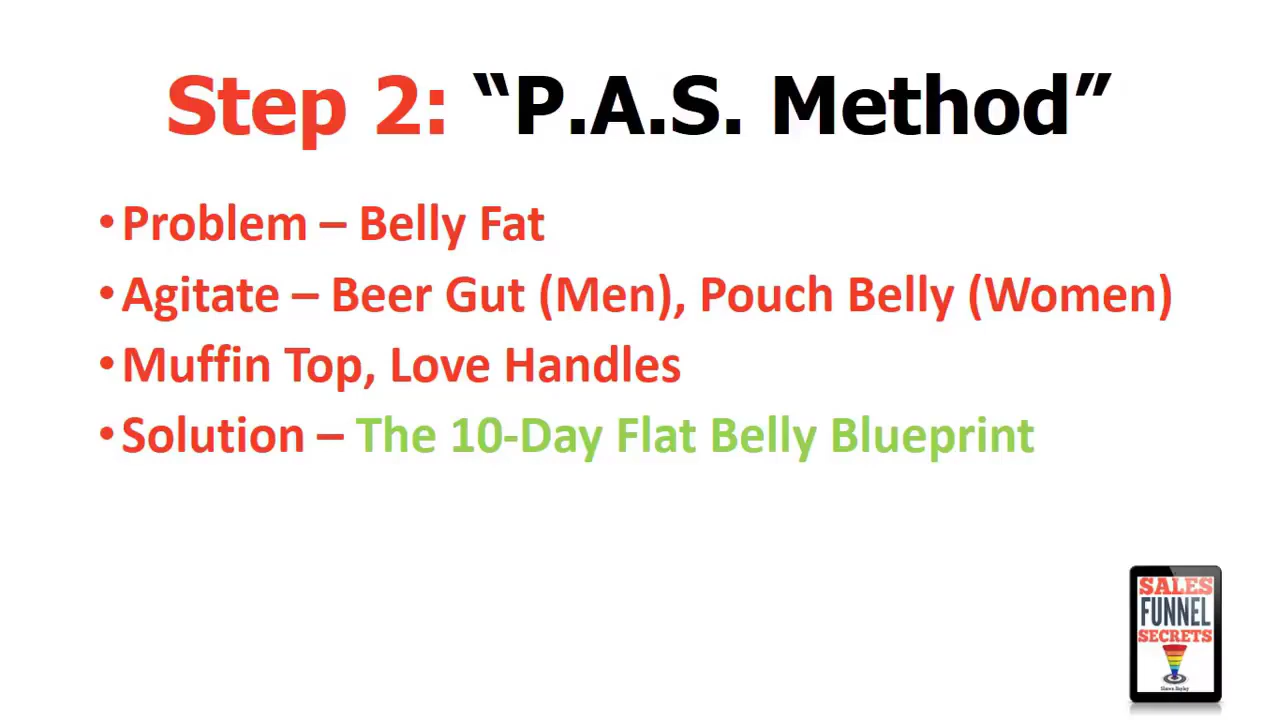 Step 2: “P.A.S. Method”
•Problem – Belly Fat
•Agitate – Beer Gut (Men), Pouch Belly (Women)
•Muffin Top, Love Handles
•Solution – The 10-Day Flat Belly Blueprint
SALES
FUNNEL
SECRETS